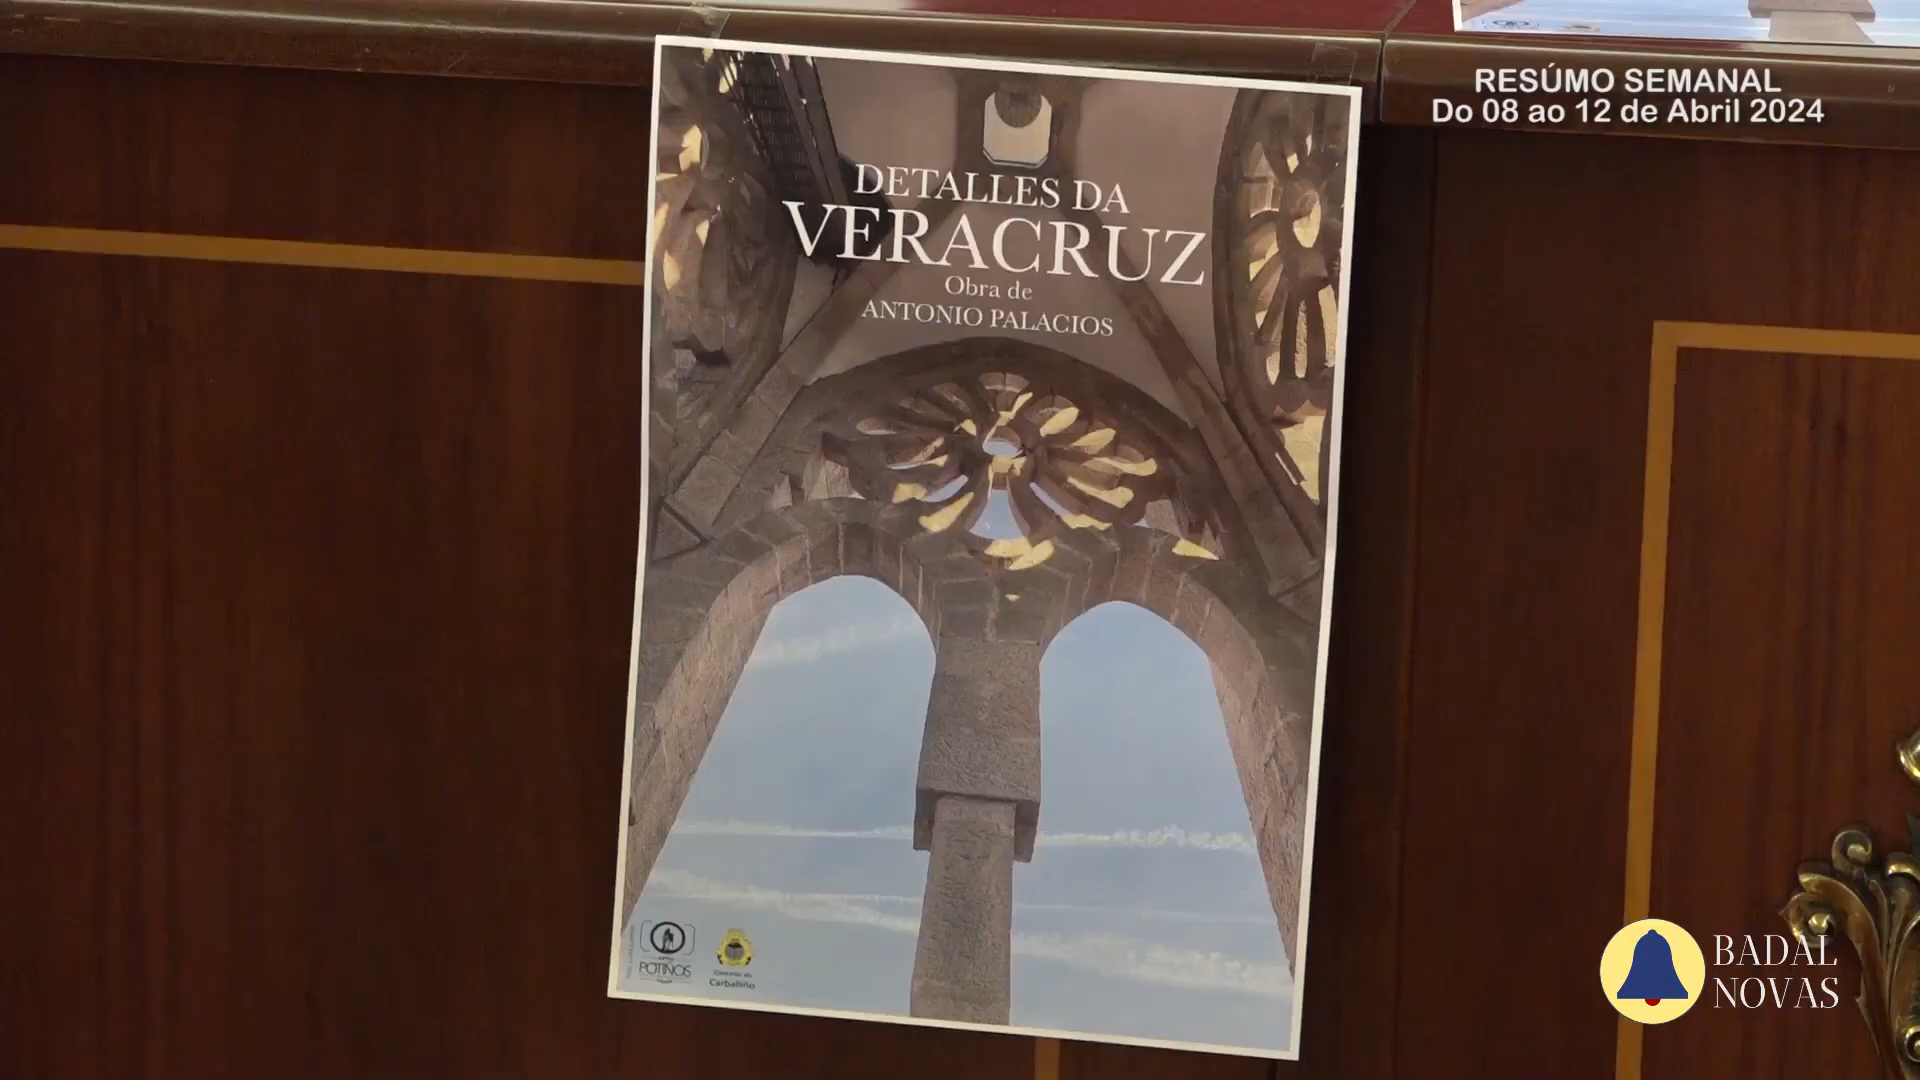 RESÚMO SEMANAL
Do 08 ao 12 de Abril 2024
DETALLES DA
VERACRUZ
Obra de
ANTONIO PALACIOS
POTIÑOS
Concello do
Carballiño
BADAL
NOVAS